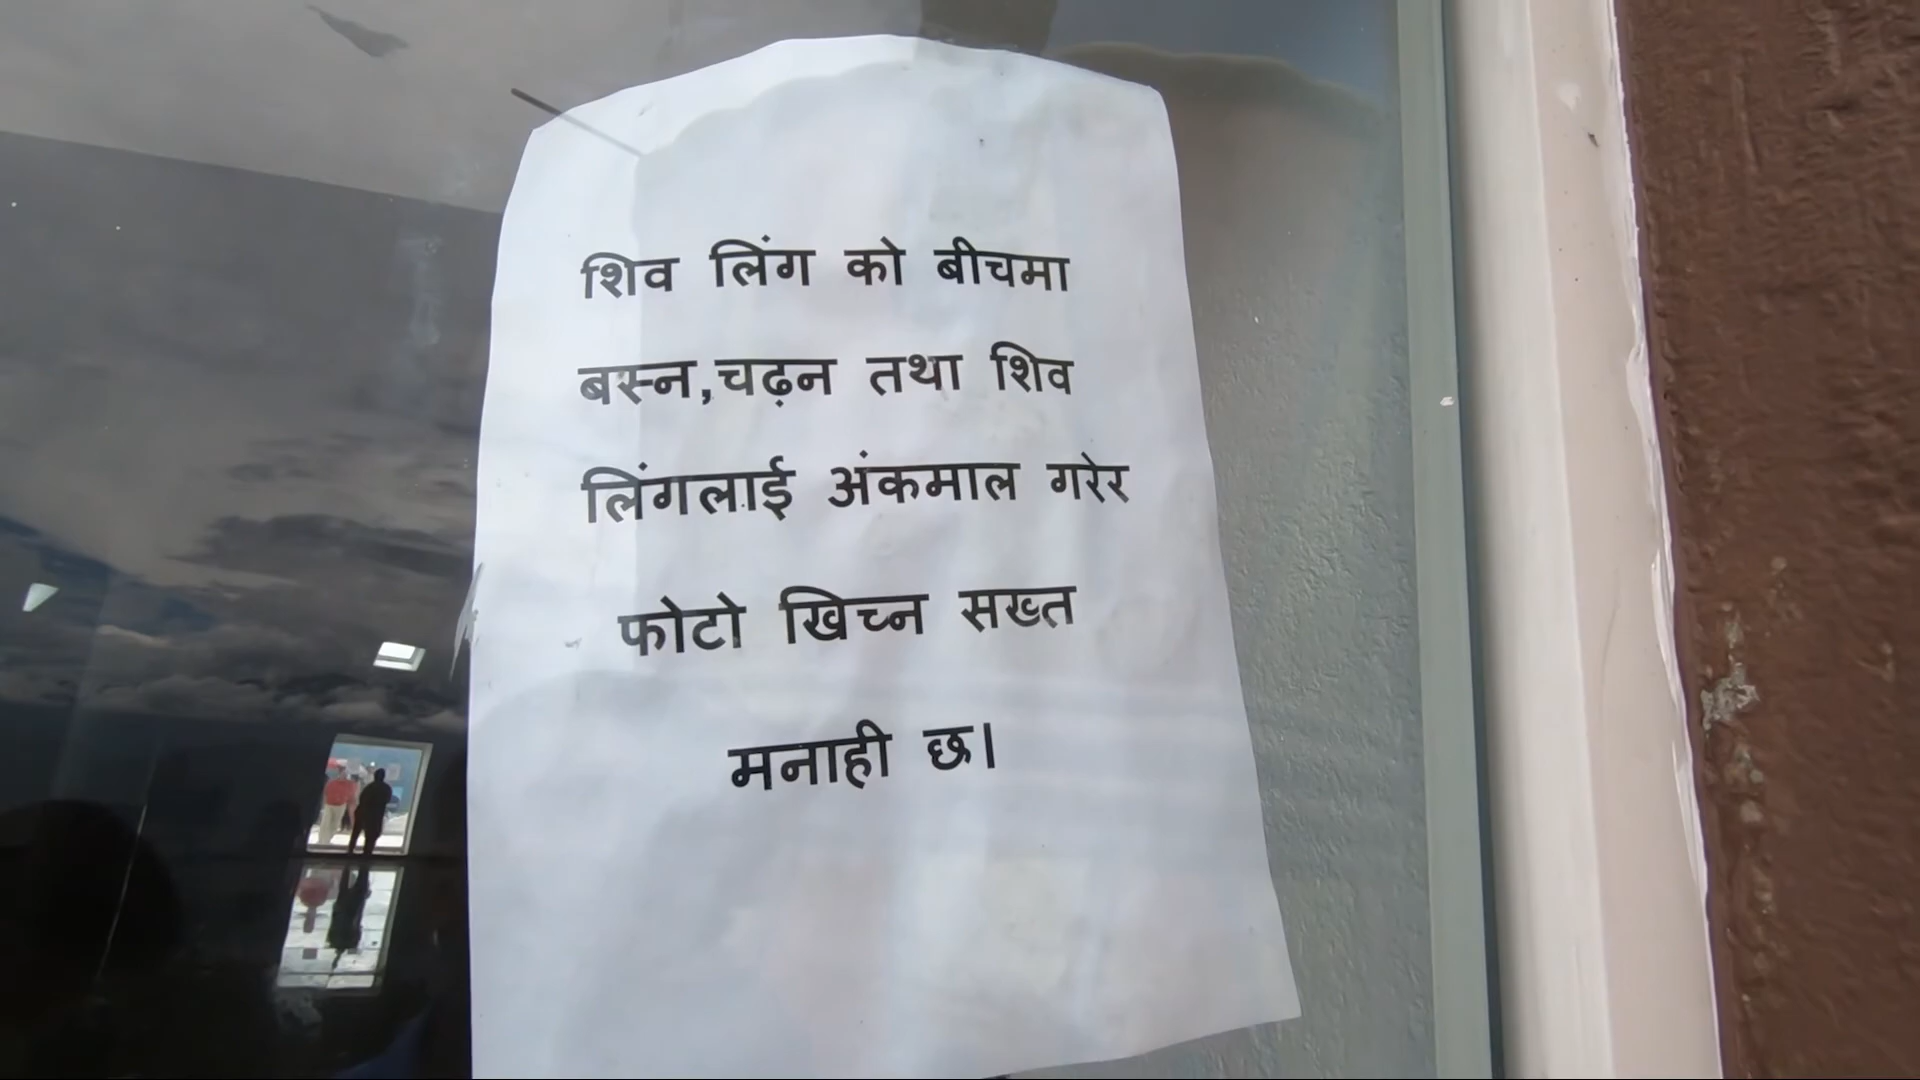 शिव लिंग को बीचमा
बस्न,चढ़न तथा शिव
लिंगलाई अंकमाल गरेर
फोटो खिच्न सख्त
मनाही छ।